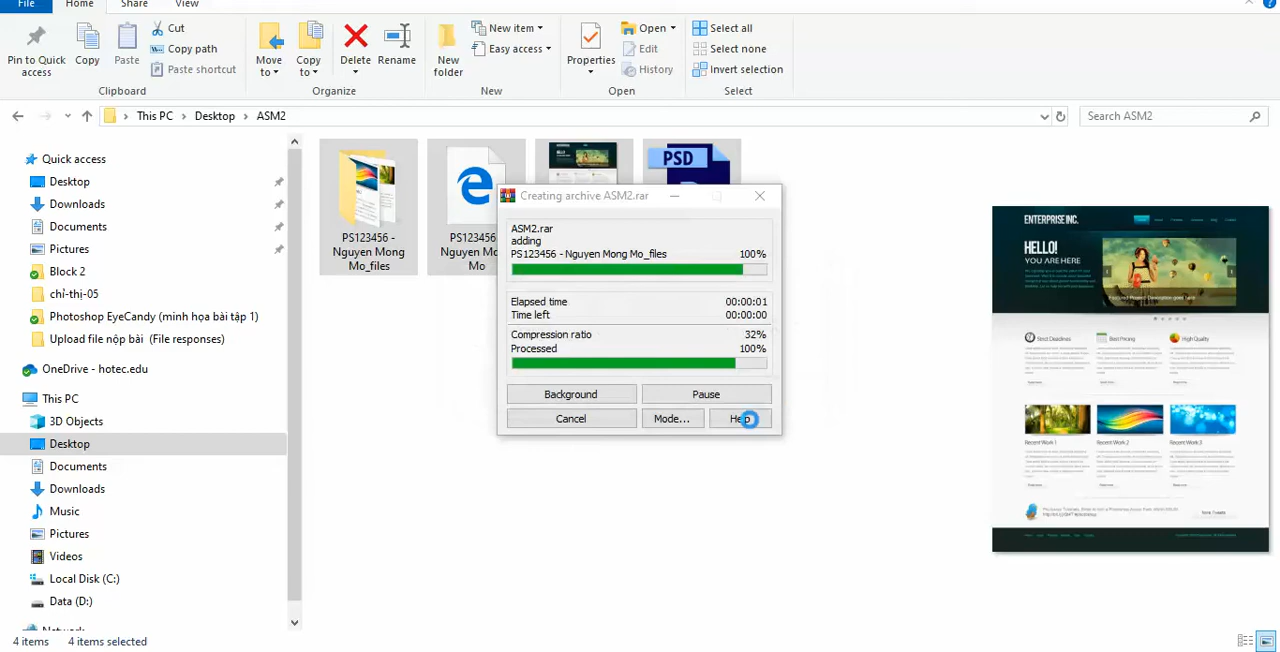 File
Home
Share
View
Pin to Quick access
Copy
Paste
Cut
Copy path
Paste shortcut
Clipboard
Move to
Copy to
Delete
Rename
Organize
New folder
New item
Easy access
New
Properties
Open
Edit
History
Open
Select all
Select none
Invert selection
Select
This PC > Desktop > ASM2
Search ASM2
Quick access
Desktop
Downloads
Documents
Pictures
Block 2
chỉ-thị-05
Photoshop EyeCandy (minh họa bài tập 1)
Upload file nộp bài (File responses)
OneDrive - hotec.edu
This PC
3D Objects
Desktop
Documents
Downloads
Music
Pictures
Videos
Local Disk (C:)
Data (D:)
Network
4 items
4 items selected
PS123456 -
Nguyen Mong
Mo_files
PS123456
Nguyen Mo
Mo
PSD
Creating archive ASM2.rar
ASM2.rar
adding
PS123456 - Nguyen Mong Mo_files 100%
Elapsed time 00:00:01
Time left 00:00:00
Compression ratio 32%
Processed 100%
Background
Pause
Cancel
Mode...
Help
ENTERPRISE INC.
HELLO!
YOU ARE HERE
Featured Project Description goes here
Strict Deadlines
Best Pricing
High Quality
Recent Work 1
Recent Work 2
Recent Work 3